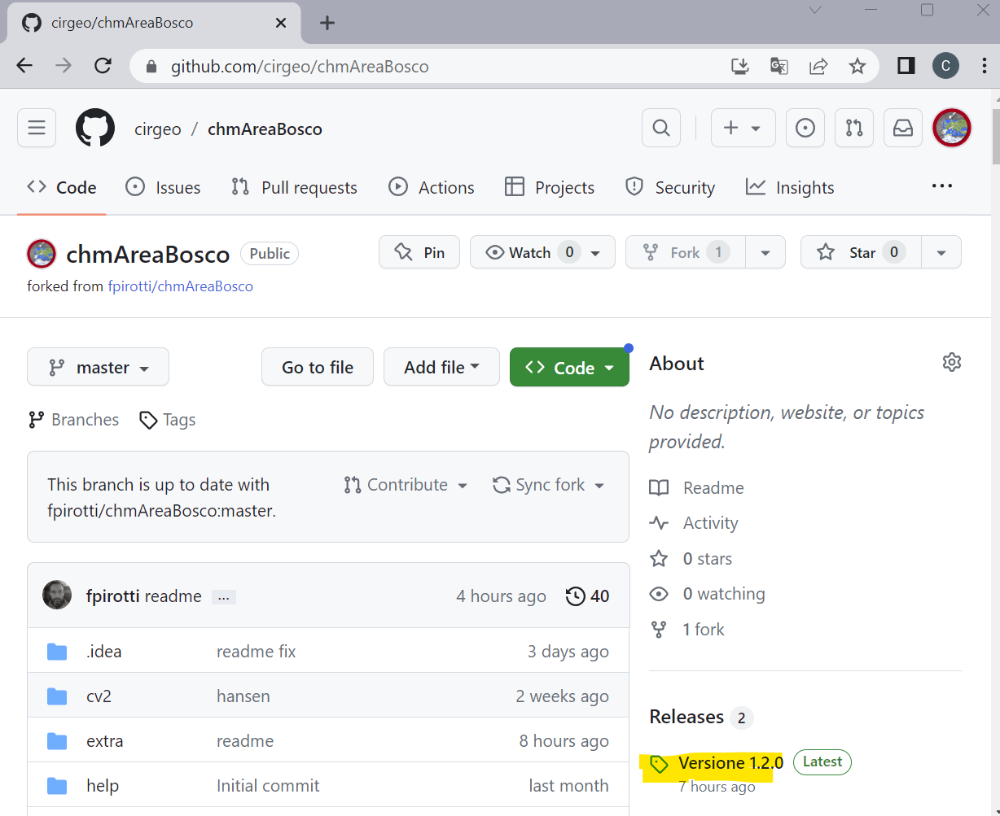 cirgeo/chmAreaBosco
github.com/cirgeo/chmAreaBosco
C
cirgeo / chmAreaBosco
Code Issues Pull requests Actions Projects Security Insights
chmAreaBosco Public
Pin Watch 0 Fork 1 Star 0
forked from fpirotti/chmAreaBosco
master Go to file Add file Code
Branches Tags
This branch is up to date with
fpirotti/chmAreaBosco:master.
Contribute Sync fork
fpirotti readme ... 4 hours ago 40
.idea readme fix 3 days ago
cv2 hansen 2 weeks ago
extra readme 8 hours ago
help Initial commit last month
About
No description, website, or topics
provided.
Readme
Activity
0 stars
0 watching
1 fork
Releases 2
Versione 1.2.0 Latest
7 hours ago